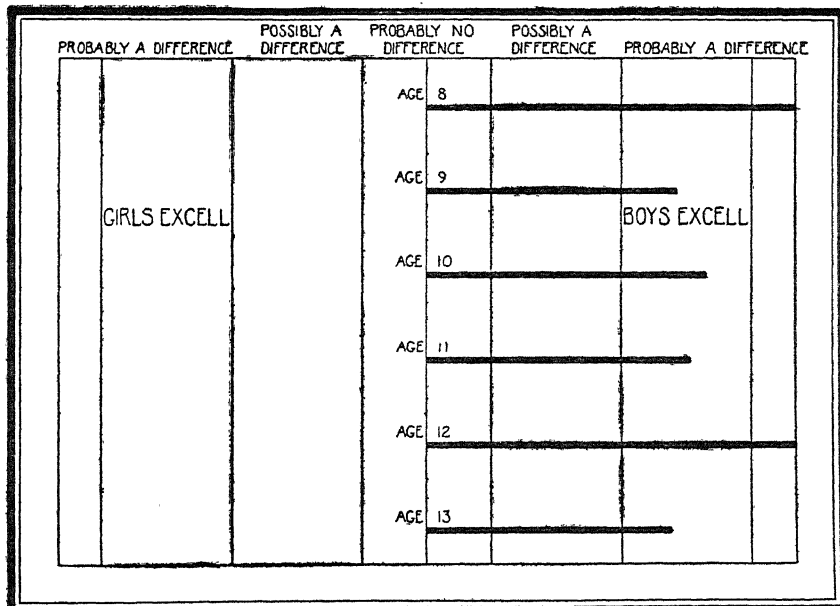 PROBABLY A DIFFERENCE
POSSIBLY A
DIFFERENCE
PROBABLY NO
DIFFERENCE
POSSIBLY A
DIFFERENCE
PROBABLY A DIFFERENCE
AGE 8
AGE 9
GIRLS EXCELL
BOYS EXCELL
AGE 10
AGE 11
AGE 12
AGE 13